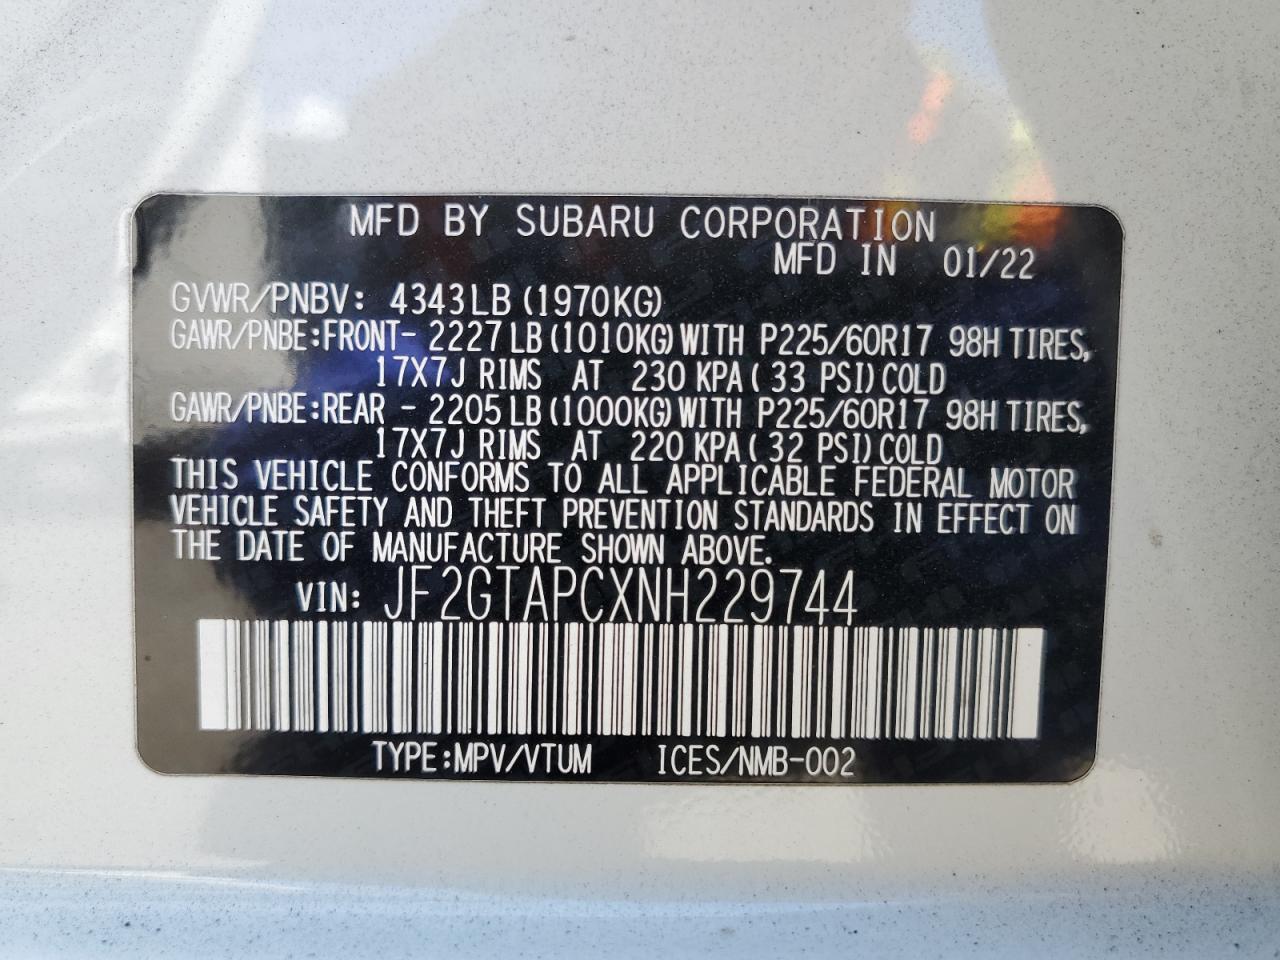 MFD BY SUBARU CORPORATION
MFD IN 01/22
GVWR/PNBV: 4343LB (1970KG)
GAWR/PNBE:FRONT- 2227LB(1010KG)WITH P225/60R17 98H TIRES,
17X7J RIMS AT 230 KPA( 33 PSI)COLD
GAWR/PNBE:REAR - 2205LB(1000KG)WITH P225/60R17 98H TIRES,
17X7J RIMS AT 220 KPA( 32 PSI)COLD
THIS VEHICLE CONFORMS TO ALL APPLICABLE FEDERAL MOTOR
VEHICLE SAFETY AND THEFT PREVENTION STANDARDS IN EFFECT ON
THE DATE OF MANUFACTURE SHOWN ABOVE.
VIN: JF2GTAPCXNH229744
TYPE:MPV/VTUM ICES/NMB-002